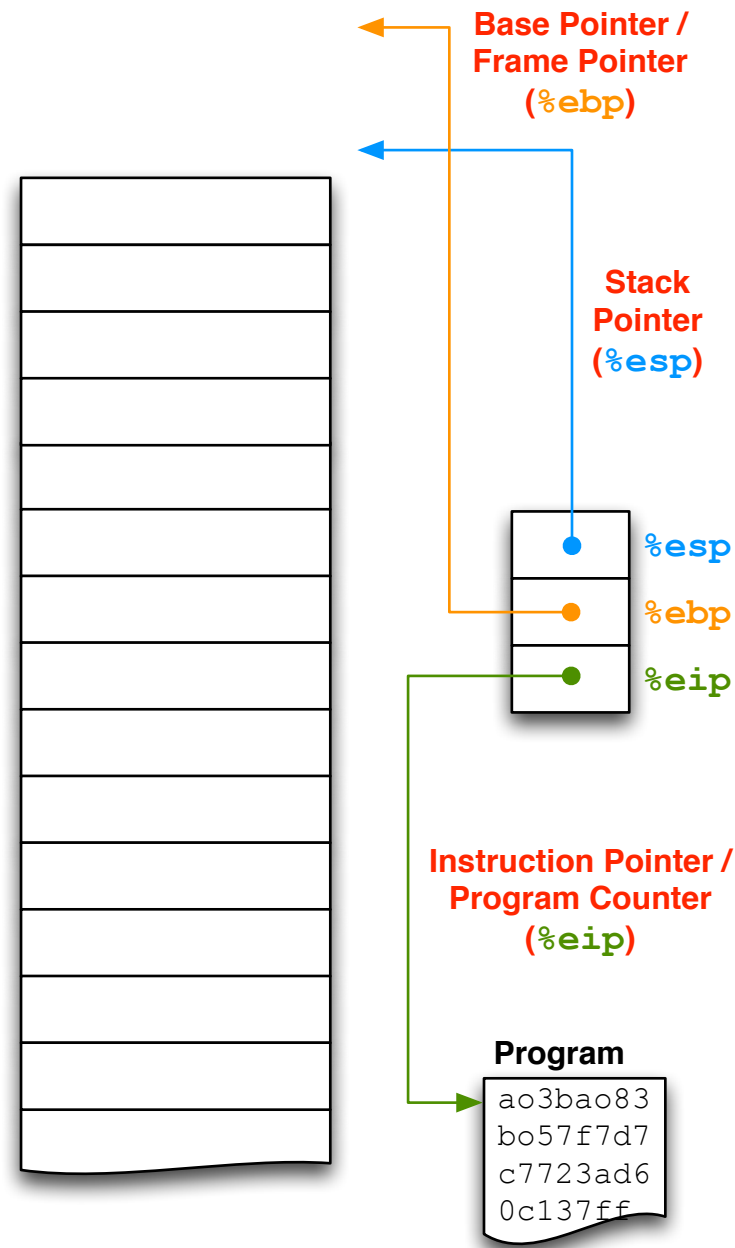 Base Pointer /
Frame Pointer
(%ebp)
Stack
Pointer
(%esp)
%esp
%ebp
%eip
Instruction Pointer /
Program Counter
(%eip)
Program
ao3bao83
bo57f7d7
c7723ad6
0c137ff